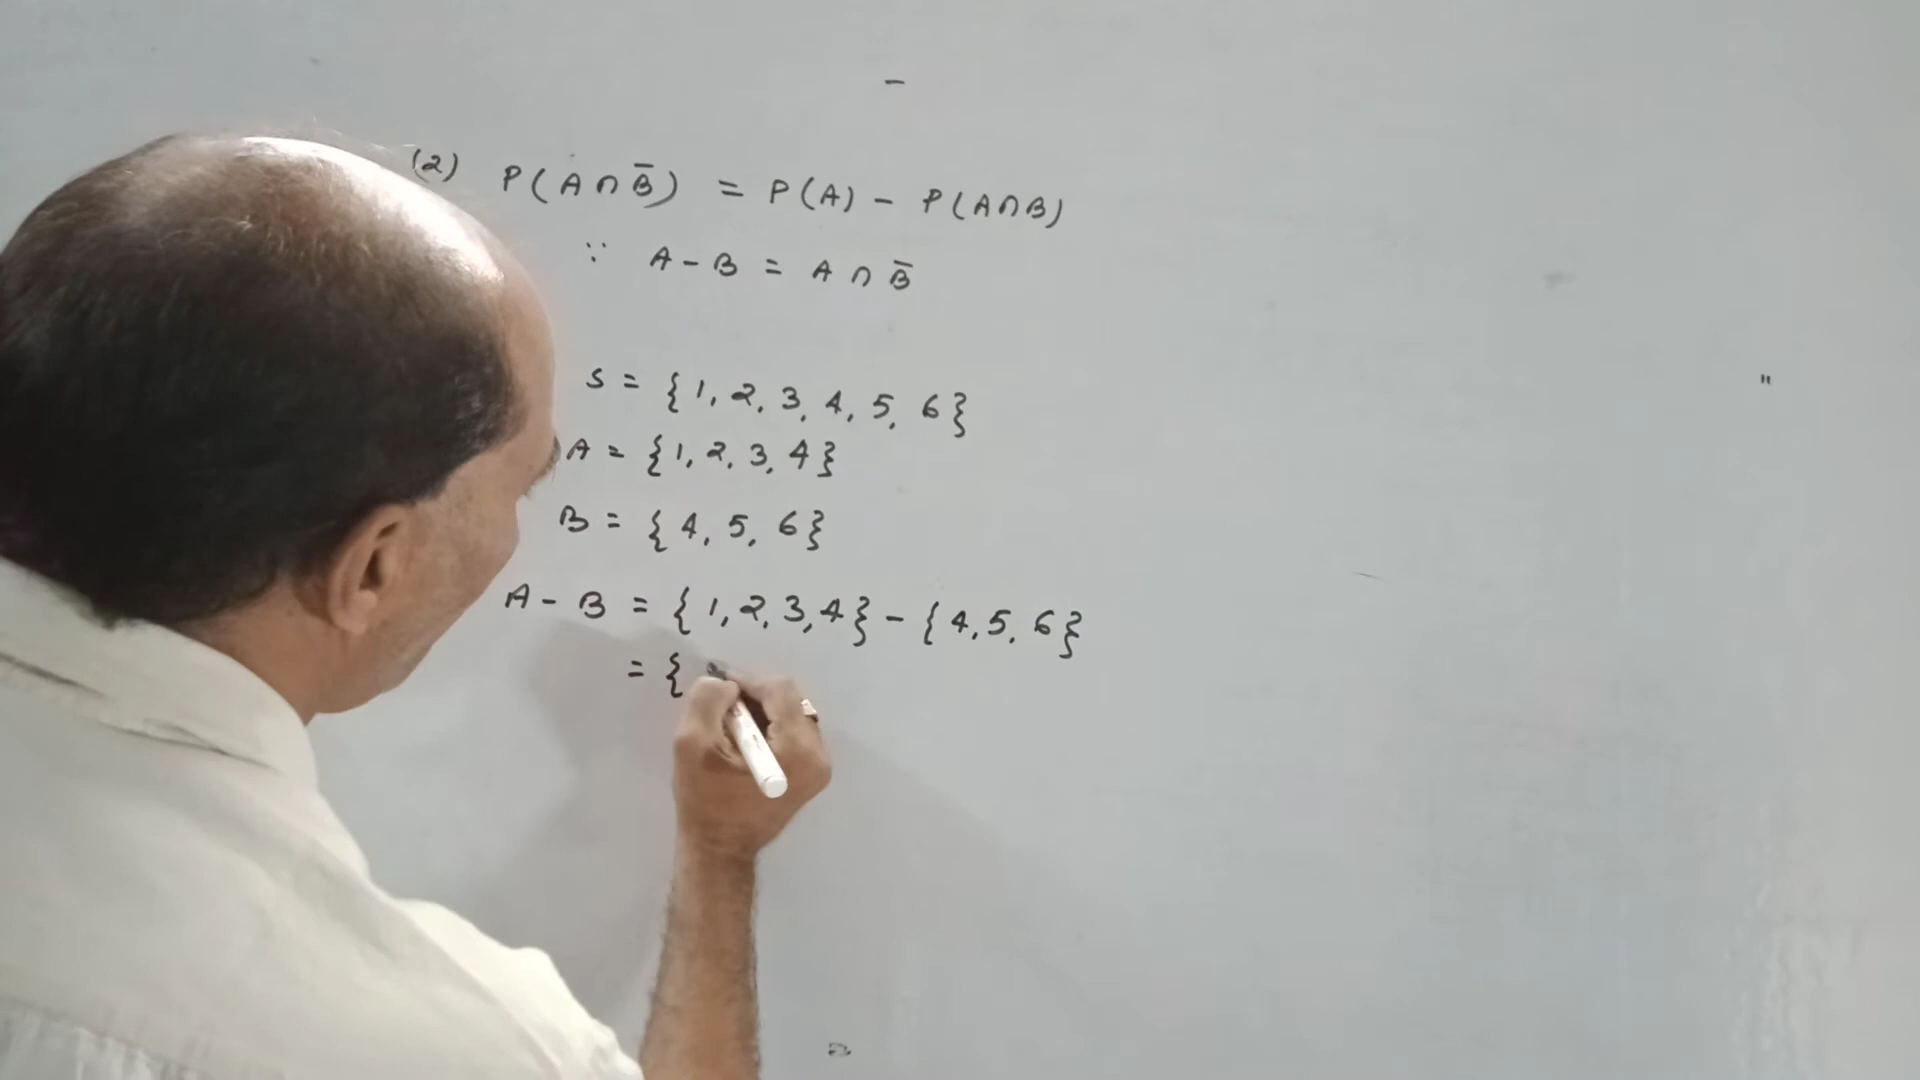 (2) P(A∩B̅) = P(A) - P(A∩B)
∵ A - B = A ∩ B̅
S = {1, 2, 3, 4, 5, 6}
A = {1, 2, 3, 4}
B = {4, 5, 6}
A - B = {1, 2, 3, 4} - {4, 5, 6}
= {